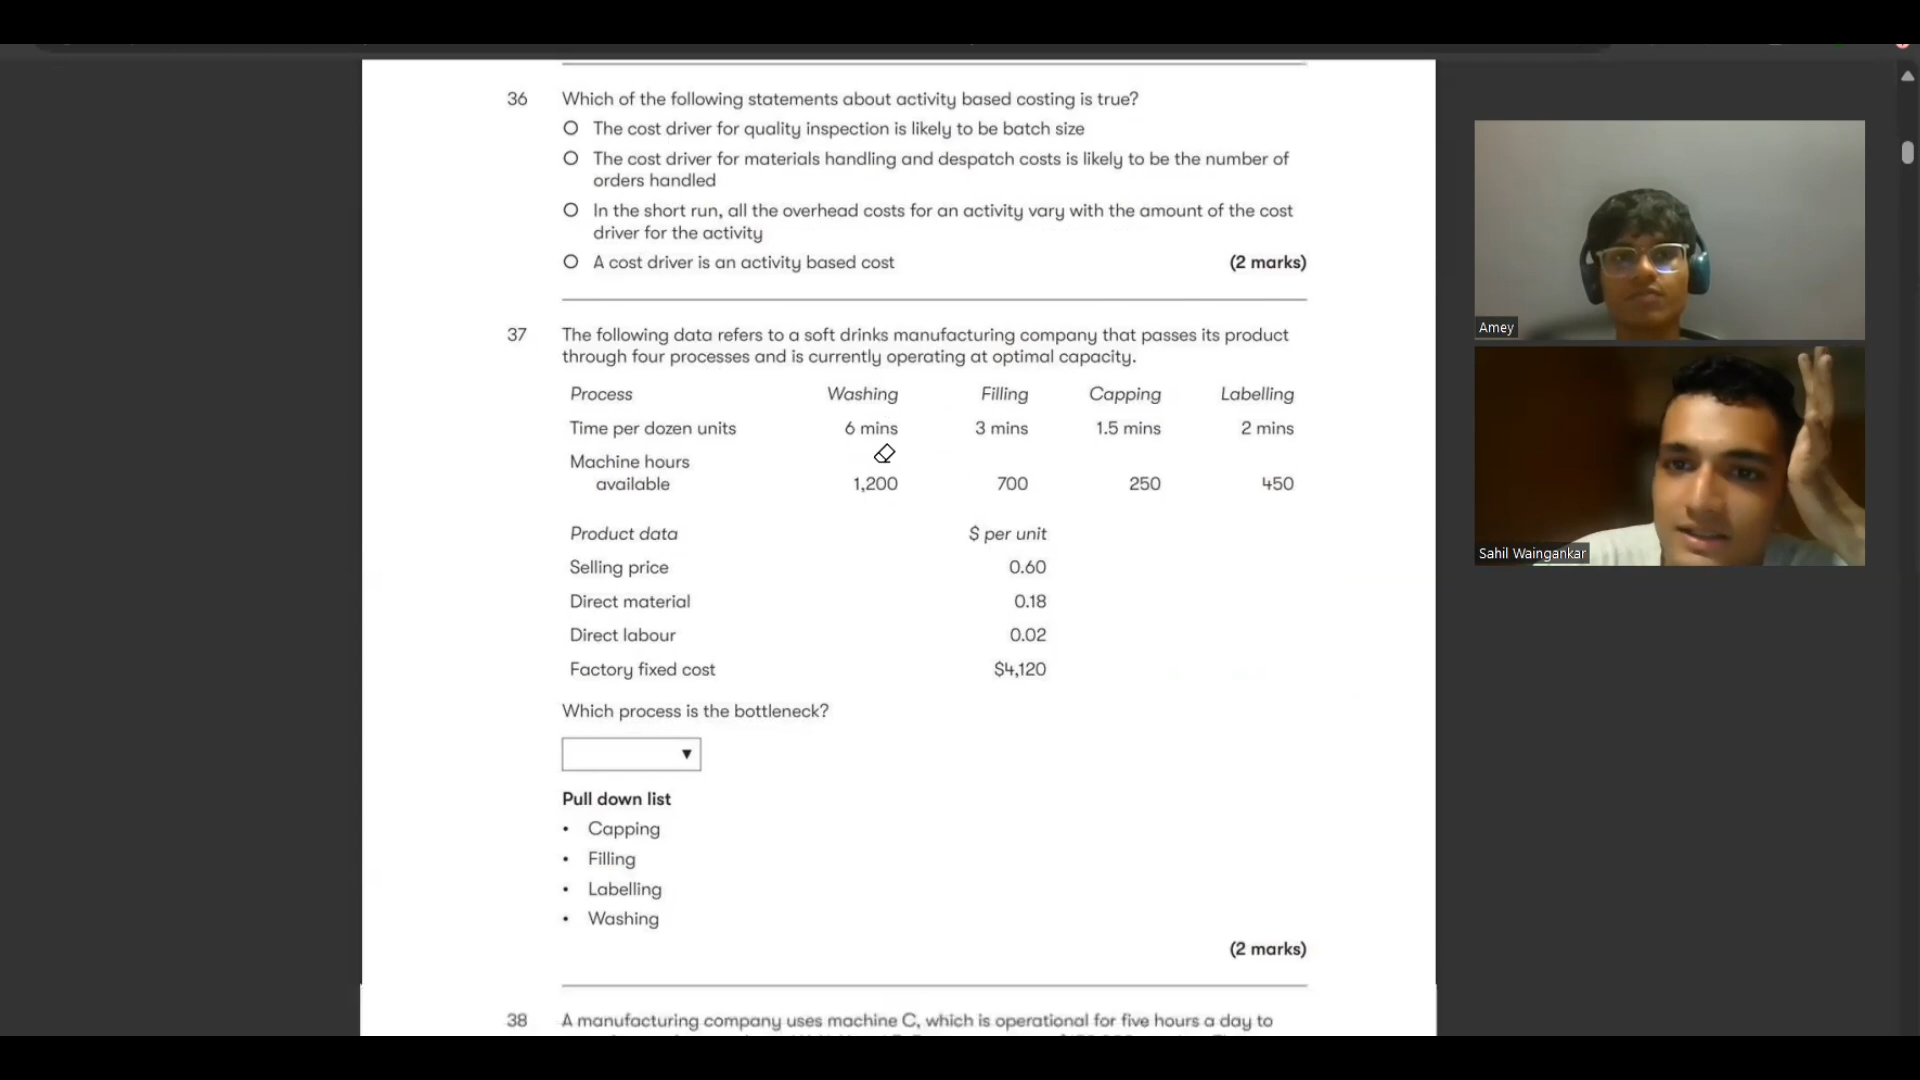 36 Which of the following statements about activity based costing is true?
O The cost driver for quality inspection is likely to be batch size
O The cost driver for materials handling and despatch costs is likely to be the number of
orders handled
O In the short run, all the overhead costs for an activity vary with the amount of the cost
driver for the activity
O A cost driver is an activity based cost (2 marks)
37 The following data refers to a soft drinks manufacturing company that passes its product
through four processes and is currently operating at optimal capacity.
Process Washing Filling Capping Labelling
Time per dozen units 6 mins 3 mins 1.5 mins 2 mins
Machine hours
available 1,200 700 250 450
Product data $ per unit
Selling price 0.60
Direct material 0.18
Direct labour 0.02
Factory fixed cost $4,120
Which process is the bottleneck?
▼
Pull down list
• Capping
• Filling
• Labelling
• Washing
(2 marks)
38 A manufacturing company uses machine C, which is operational for five hours a day to
Amey
Sahil Waingankar